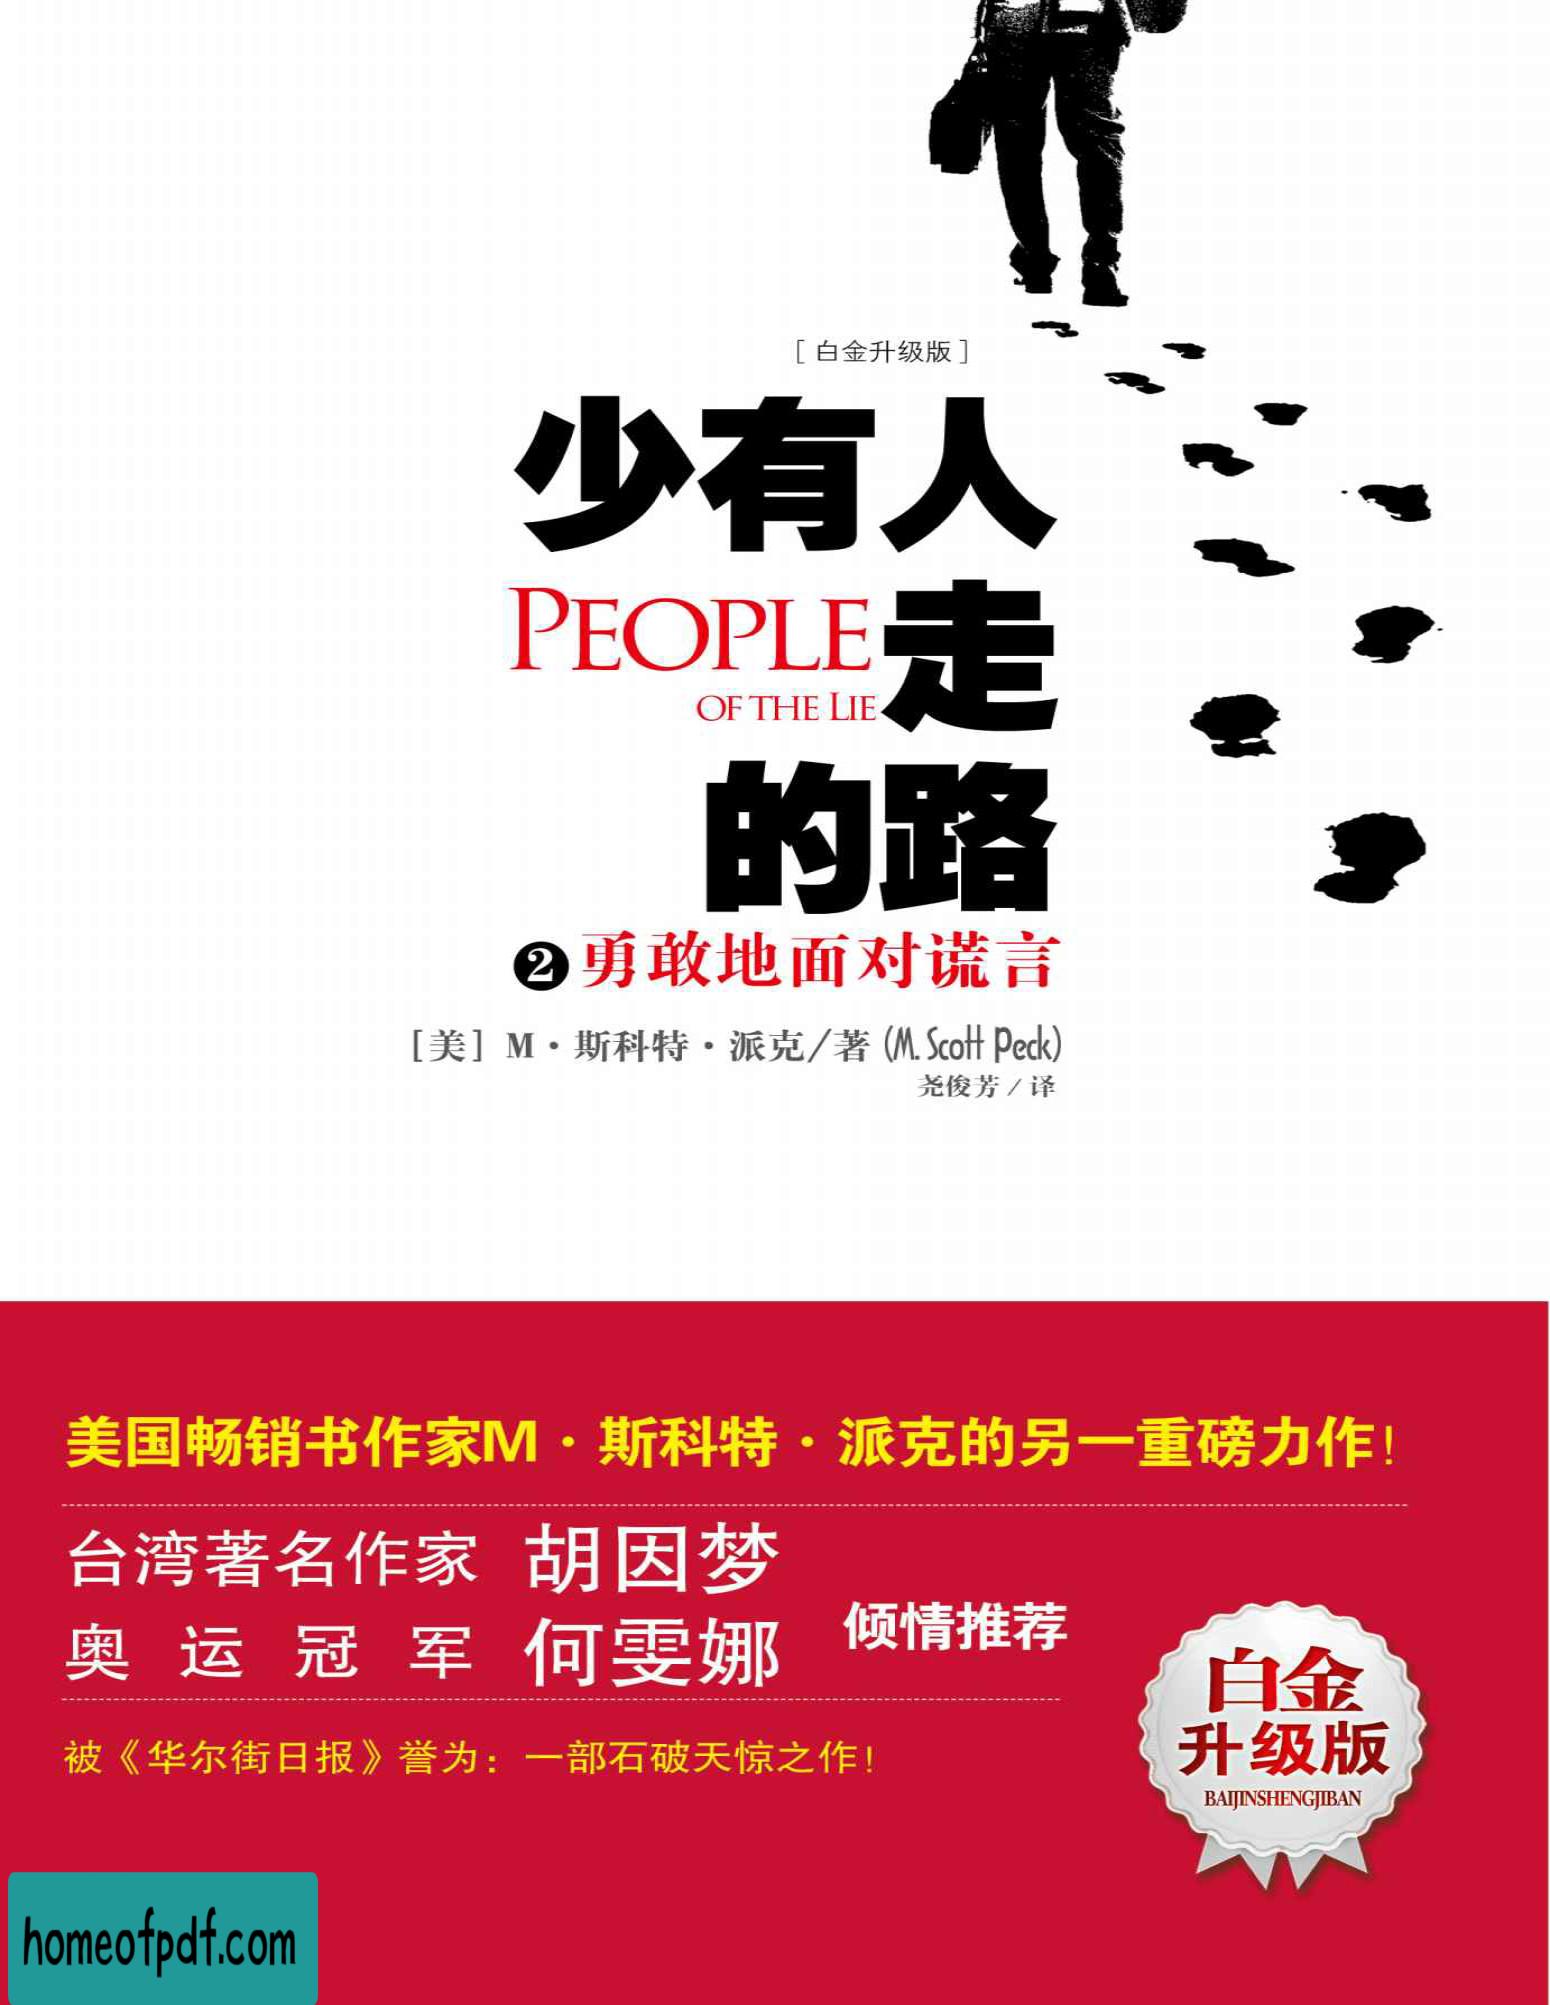 [ 白金升级版 ]
少有人
PEOPLE
OF THE LIE
走
的路
2 勇敢地面对谎言
[美] M·斯科特·派克/著 (M. Scott Peck)
尧俊芳/译
美国畅销书作家M·斯科特·派克的另一重磅力作!
台湾著名作家 胡因梦
奥运冠军 何雯娜
倾情推荐
被《华尔街日报》誉为:一部石破天惊之作!
白金
升级版
BAIJINSHENGJIBAN
homeofpdf.com